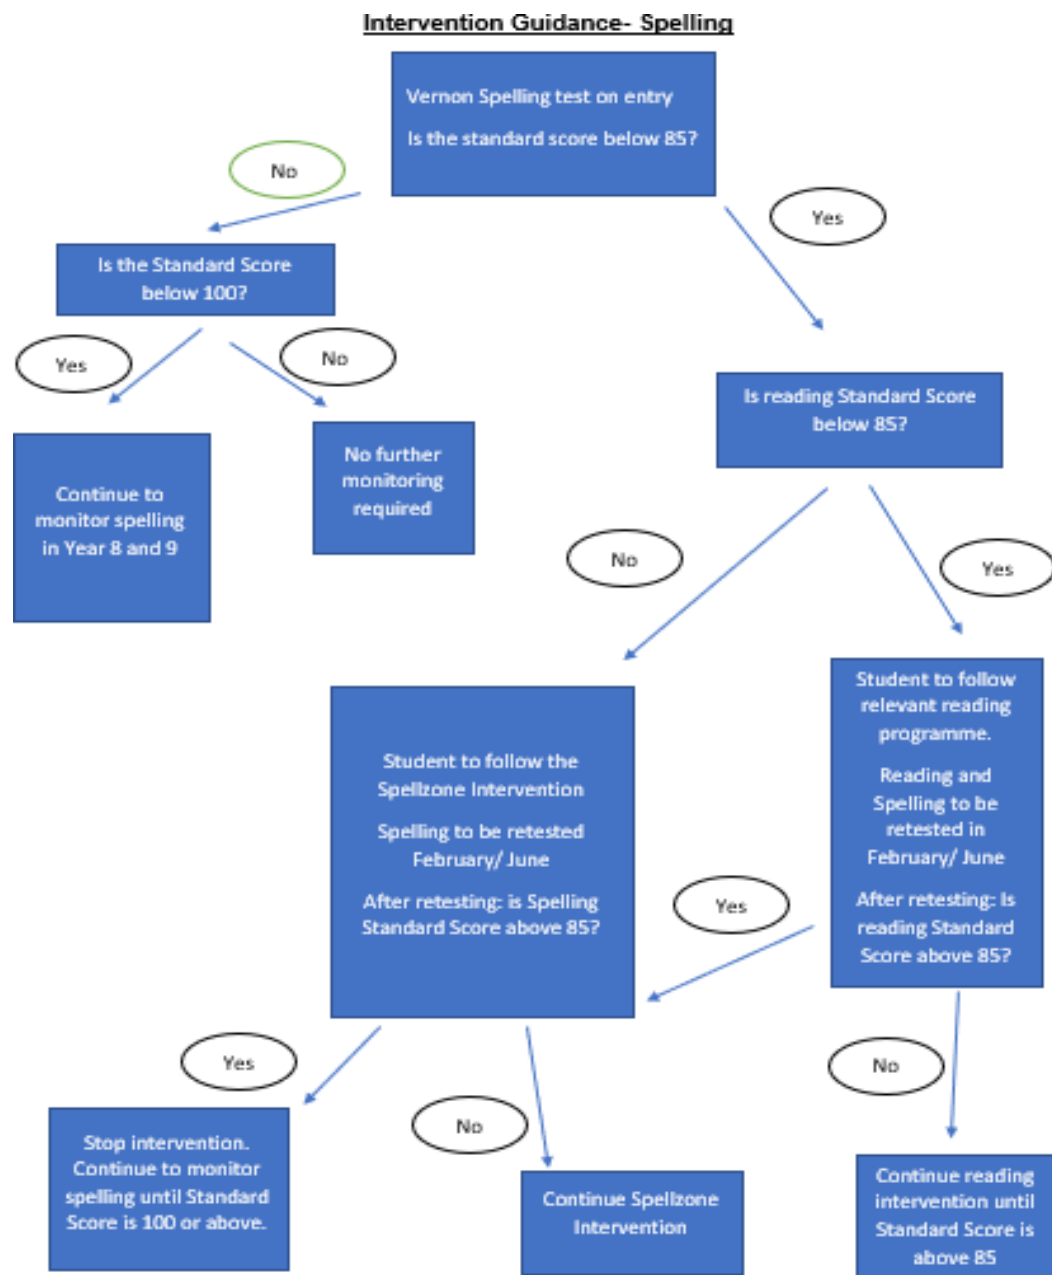 Intervention Guidance- Spelling
Vernon Spelling test on entry
Is the standard score below 85?
No
Yes
Is the Standard Score
below 100?
Yes
No
Is reading Standard Score
below 85?
Continue to
monitor spelling
in Year 8 and 9
No further
monitoring
required
No
Yes
Student to follow the
Spellzone Intervention
Spelling to be retested
February/ June
After retesting: is Spelling
Standard Score above 85?
Student to follow
relevant reading
programme.
Reading and
Spelling to be
retested in
February/ June
After retesting: Is
reading Standard
Score above 85?
Yes
Yes
No
No
Stop intervention.
Continue to monitor
spelling until Standard
Score is 100 or above.
Continue Spellzone
Intervention
Continue reading
intervention until
Standard Score is
above 85